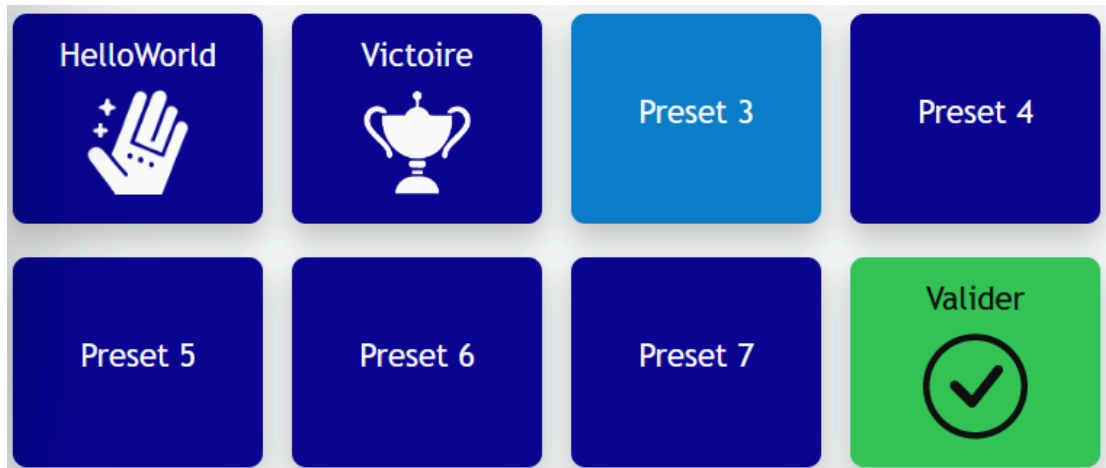 HelloWorld
Victoire
Preset 3
Preset 4
Preset 5
Preset 6
Preset 7
Valider